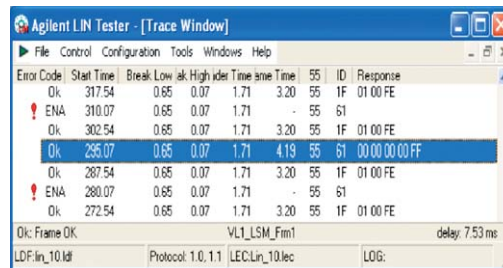 Agilent LIN Tester - [Trace Window]
File Control Configuration Tools Windows Help
Error Code Start Time Break Low ak High ider Time ame Time 55 ID Response
Ok 317.54 0.65 0.07 1.71 3.20 55 1F 01 00 FE
ENA 310.07 0.65 0.07 1.71 - 55 61
Ok 302.54 0.65 0.07 1.71 3.20 55 1F 01 00 FE
Ok 295.07 0.65 0.07 1.71 4.19 55 61 00 00 00 00 FF
Ok 287.54 0.65 0.07 1.71 3.20 55 1F 01 00 FE
ENA 280.07 0.65 0.07 1.71 - 55 61
Ok 272.54 0.65 0.07 1.71 3.20 55 1F 01 00 FE
Ok: Frame OK VL1_LSM_Frm1 delay: 7.53 ms
LDF:lin_10.ldf Protocol: 1.0, 1.1 LEC:Lin_10.lec LOG: